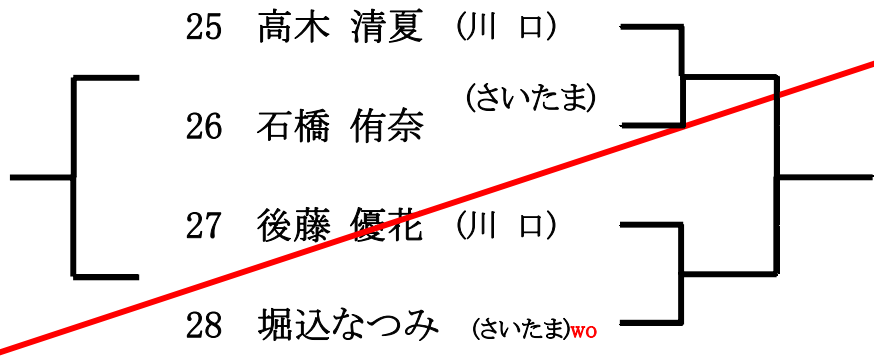 25 高木 清夏 (川 口)
26 石橋 侑奈 (さいたま)
27 後藤 優花 (川 口)
28 堀込なつみ (さいたま)wo